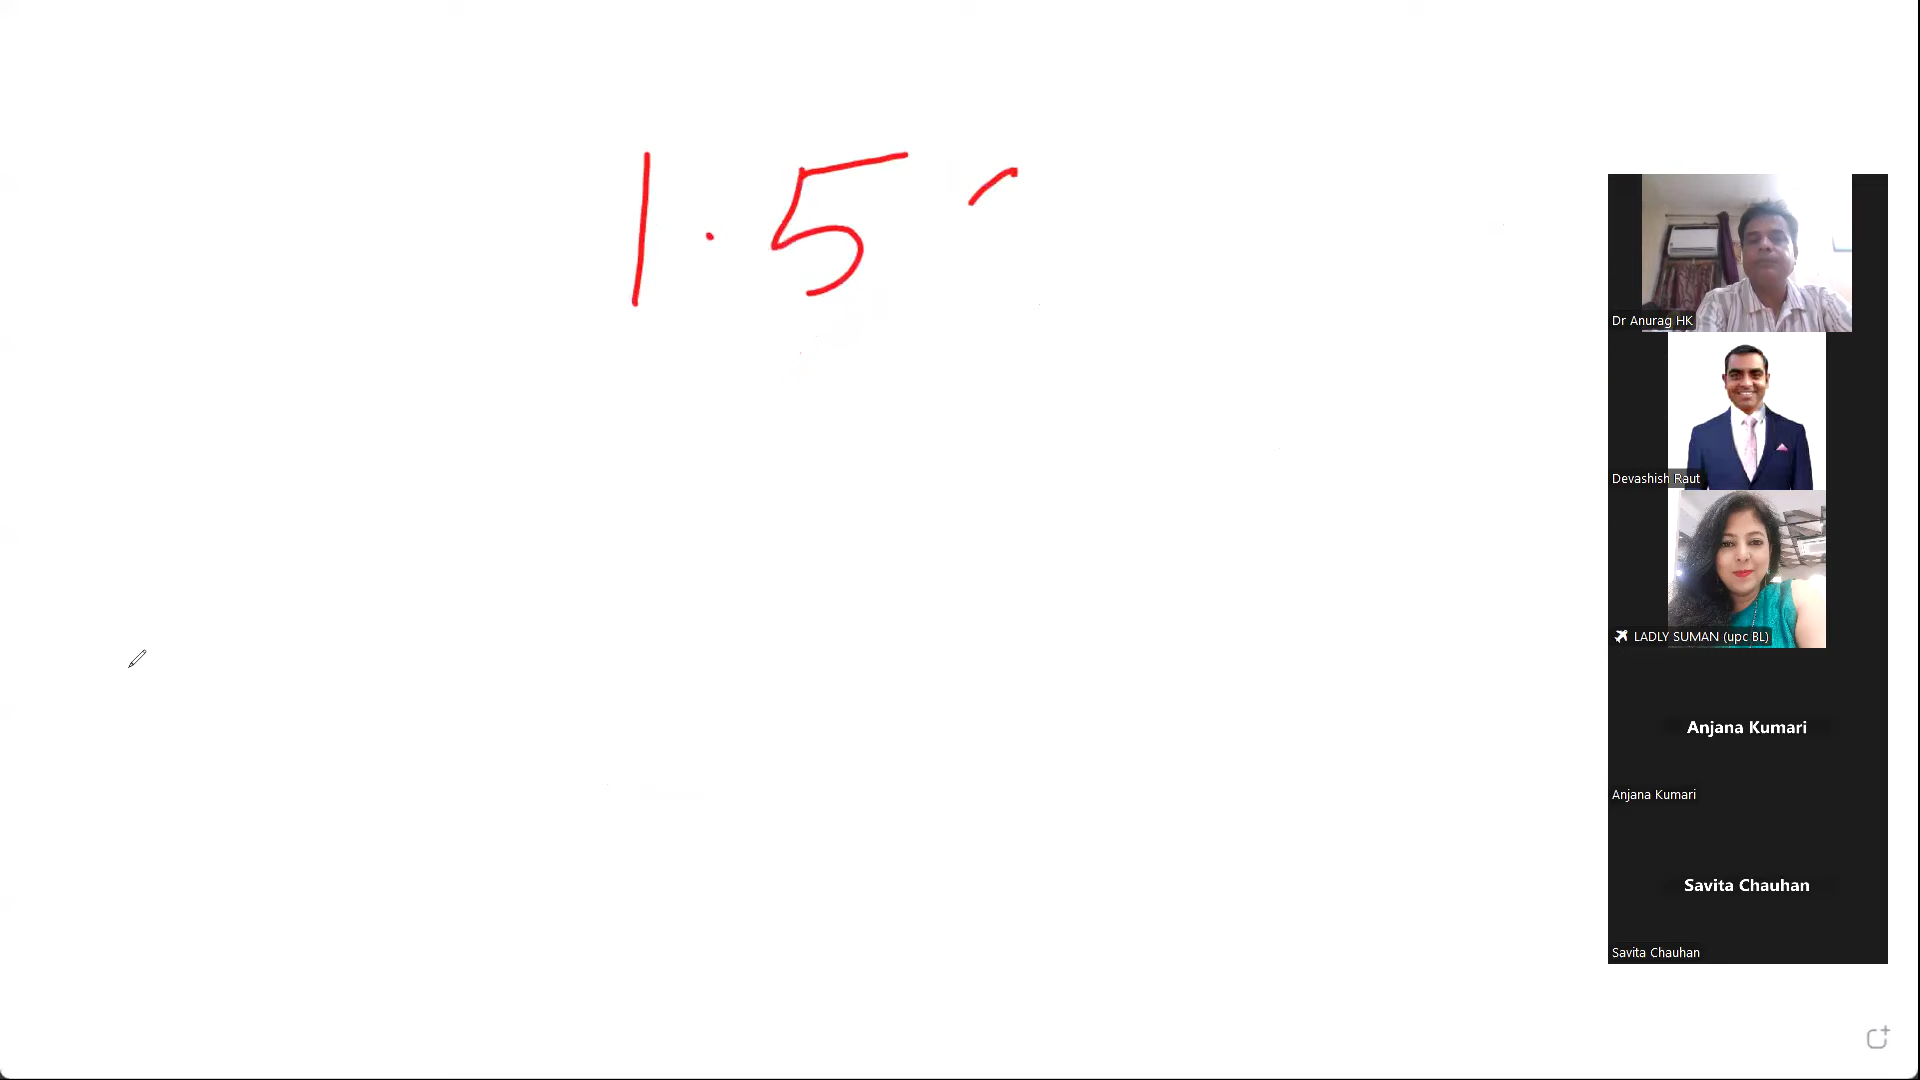 1.5
Dr Anurag HK
Devashish Raut
LADLY SUMAN (upc BL)
Anjana Kumari
Anjana Kumari
Savita Chauhan
Savita Chauhan